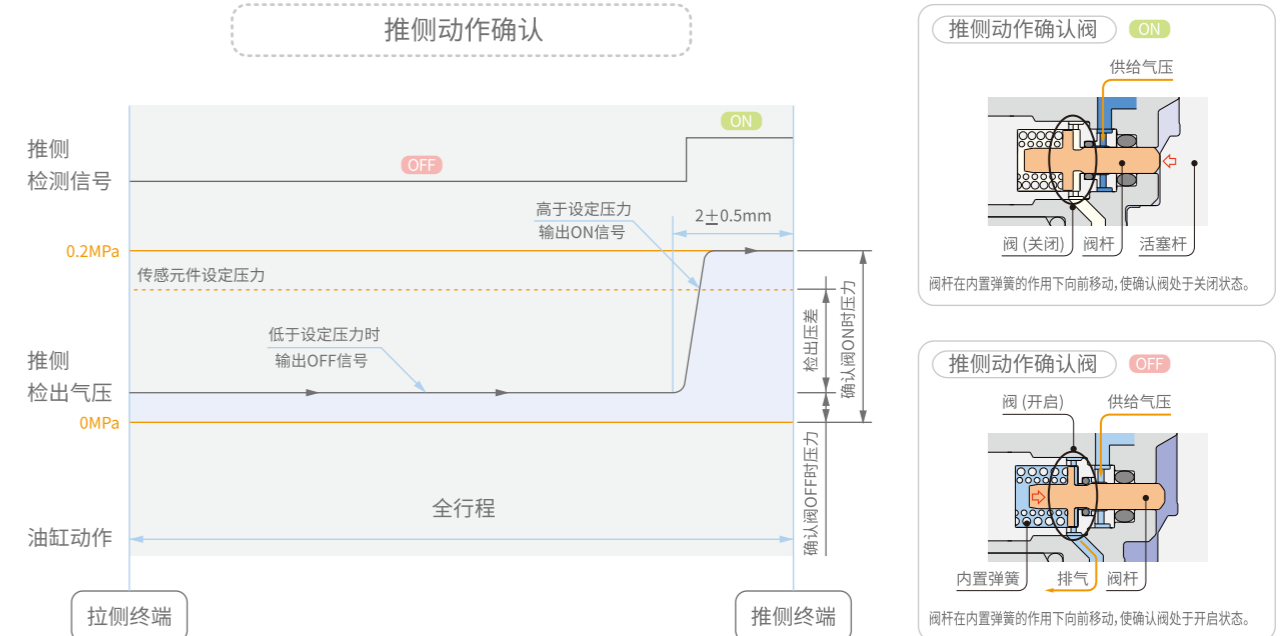 推侧动作确认
推侧
检测信号
OFF
ON
高于设定压力
输出ON信号
2±0.5mm
0.2MPa
传感元件设定压力
低于设定压力时
输出OFF信号
推侧
检出气压
0MPa
检出压差
确认阀ON时压力
确认阀OFF时压力
全行程
油缸动作
拉侧终端
推侧终端
推侧动作确认阀 ON
供给气压
阀 (关闭) 阀杆 活塞杆
阀杆在内置弹簧的作用下向前移动,使确认阀处于关闭状态。
推侧动作确认阀 OFF
阀 (开启) 供给气压
内置弹簧 排气 阀杆
阀杆在内置弹簧的作用下向前移动,使确认阀处于开启状态。